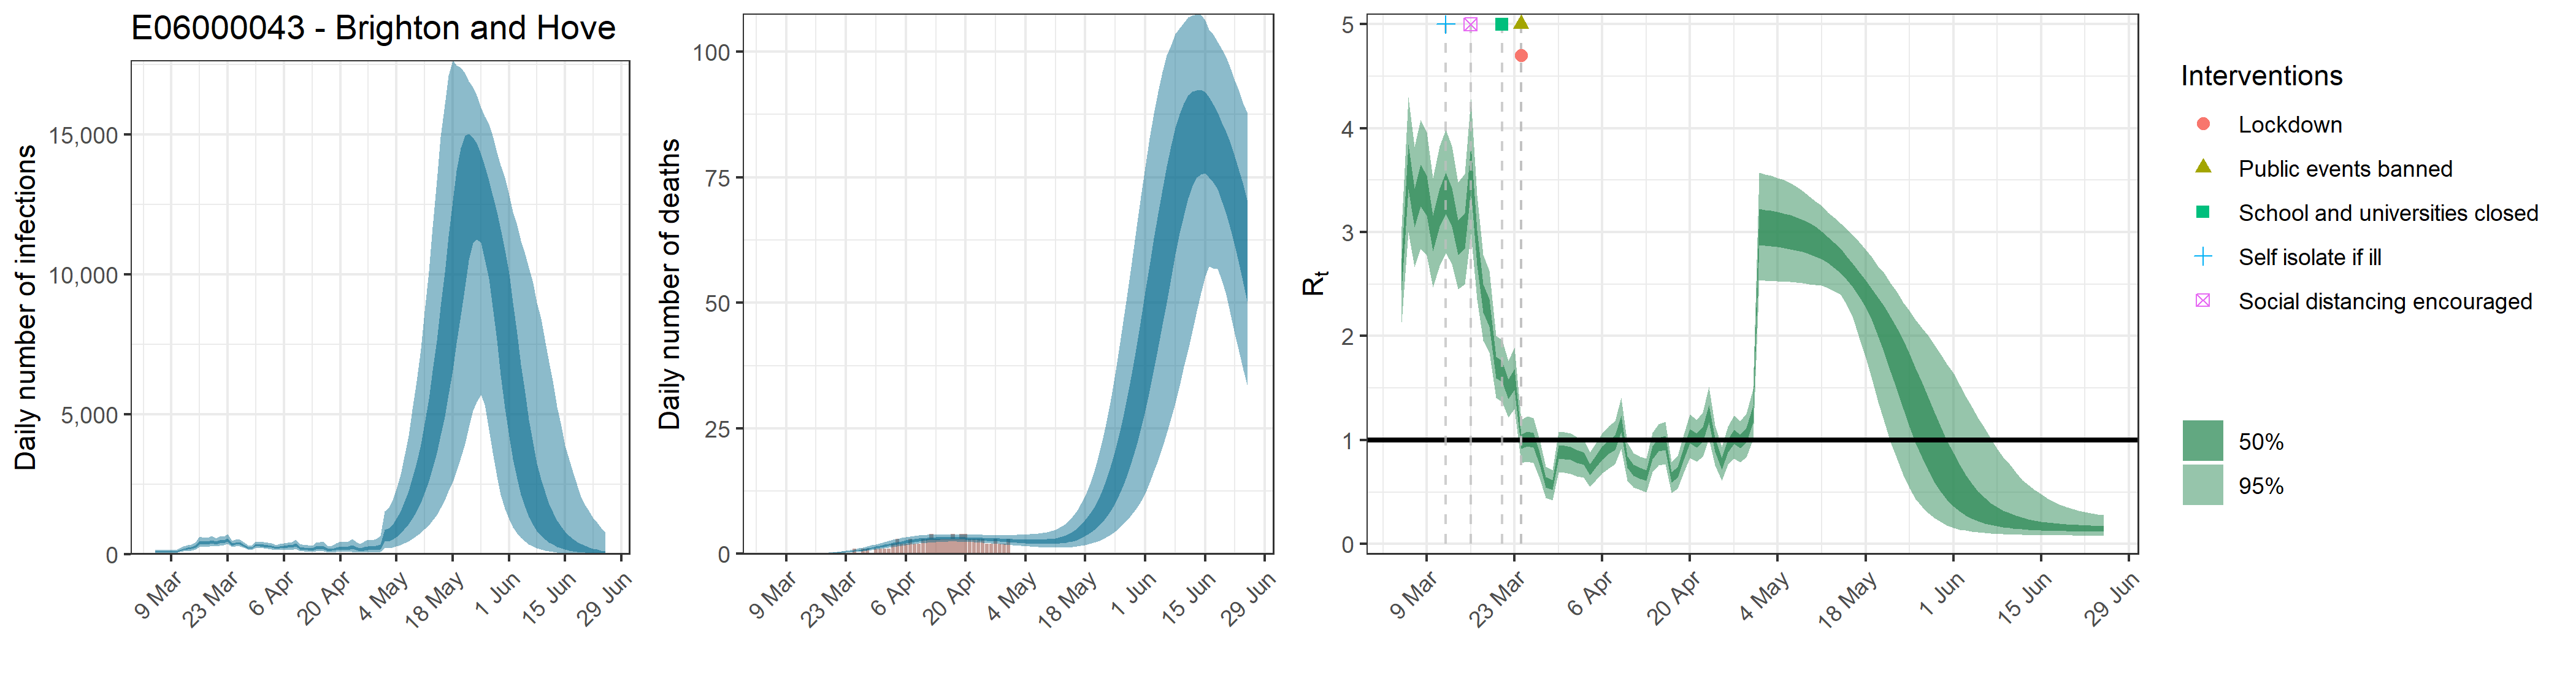 E06000043 - Brighton and Hove
Daily number of infections
15,000
10,000
5,000
0
9 Mar
23 Mar
6 Apr
20 Apr
4 May
18 May
1 Jun
15 Jun
29 Jun
Daily number of deaths
100
75
50
25
0
9 Mar
23 Mar
6 Apr
20 Apr
4 May
18 May
1 Jun
15 Jun
29 Jun
Rt
5
4
3
2
1
0
9 Mar
23 Mar
6 Apr
20 Apr
4 May
18 May
1 Jun
15 Jun
29 Jun
Interventions
Lockdown
Public events banned
School and universities closed
Self isolate if ill
Social distancing encouraged
50%
95%